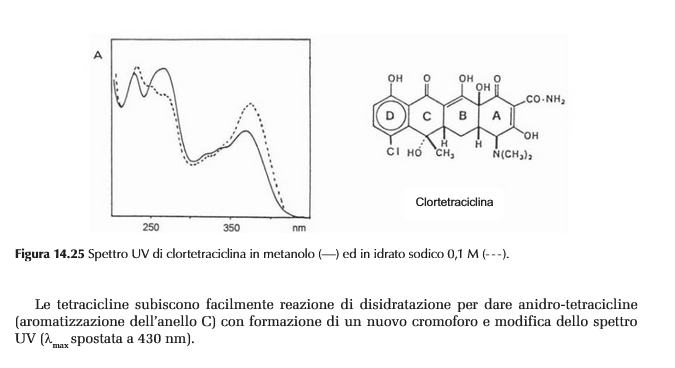 A
250
350
nm
OH
O
OH
OH
O
CO-NH₂
D
C
B
A
OH
Cl
HO
CH₃
H
H
N(CH₃)₂
Clortetraciclina
Figura 14.25 Spettro UV di clortetraciclina in metanolo (—) ed in idrato sodico 0,1 M (---).
Le tetracicline subiscono facilmente reazione di disidratazione per dare anidro-tetracicline
(aromatizzazione dell'anello C) con formazione di un nuovo cromoforo e modifica dello spettro
UV (λmax spostata a 430 nm).